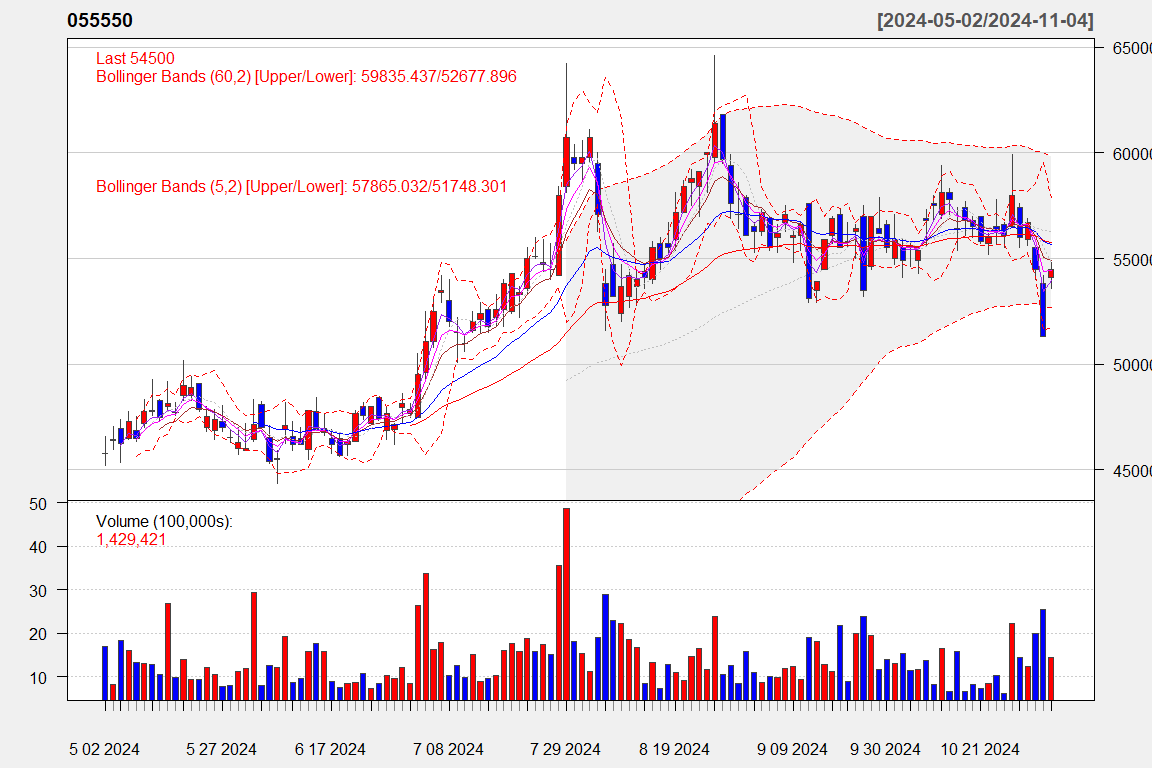 055550 [2024-05-02/2024-11-04]
Last 54500
Bollinger Bands (60,2) [Upper/Lower]: 59835.437/52677.896
Bollinger Bands (5,2) [Upper/Lower]: 57865.032/51748.301
65000
60000
55000
50000
45000
Volume (100,000s):
1,429,421
50
40
30
20
10
5 02 2024 5 27 2024 6 17 2024 7 08 2024 7 29 2024 8 19 2024 9 09 2024 9 30 2024 10 21 2024